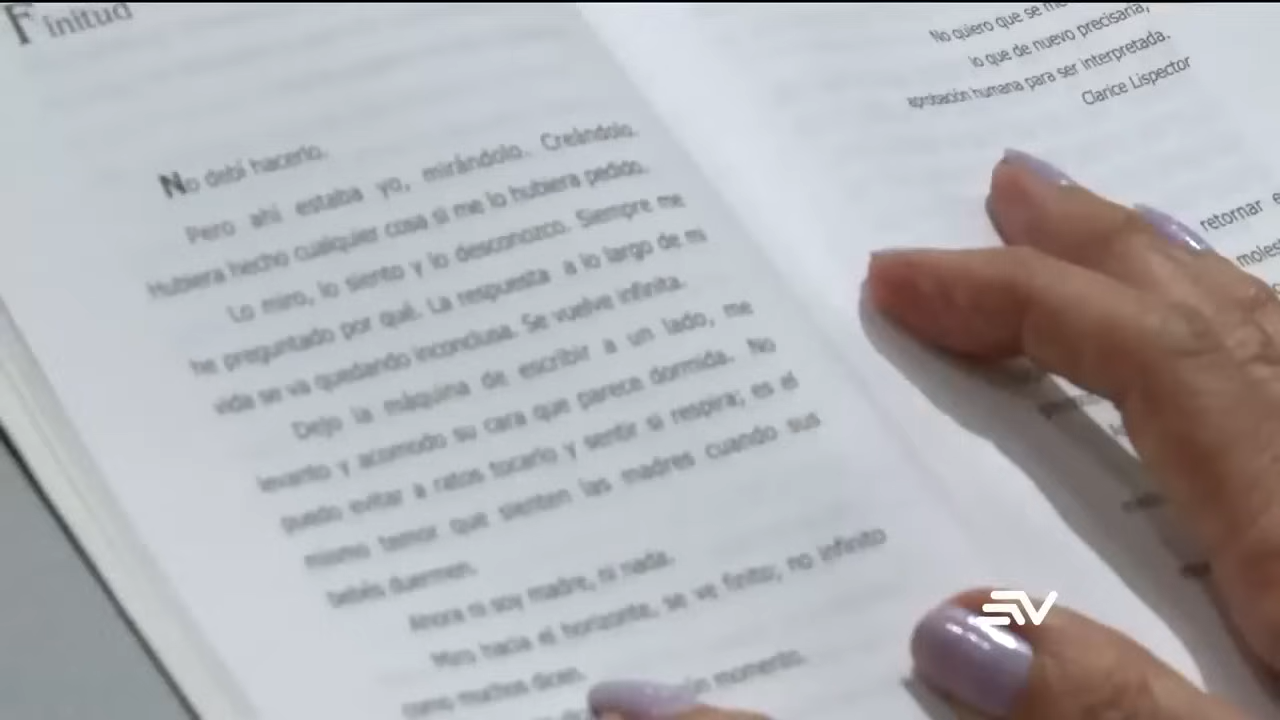 Finitud
No debí hacerlo.
Pero ahí estaba yo, mirándolo. Creándolo.
Hubiera hecho cualquier cosa si me lo hubiera pedido.
Lo miro, lo siento y lo desconozco. Siempre me
he preguntado por qué. La respuesta a lo largo de mi
vida se va quedando inconclusa. Se vuelve infinita.
Dejo la máquina de escribir a un lado, me
levanto y acomodo su cara que parece dormida. No
puedo evitar a ratos tocarlo y sentir si respira; es el
mismo temor que sienten las madres cuando sus
bebés duermen.
Ahora ni soy madre, ni nada.
Miro hacia el horizonte, se ve finito; no infinito
como muchos dicen.
momento.
No quiero que se me
lo que de nuevo precisaría,
aprobación humana para ser interpretada.
Clarice Lispector
retornar
EV